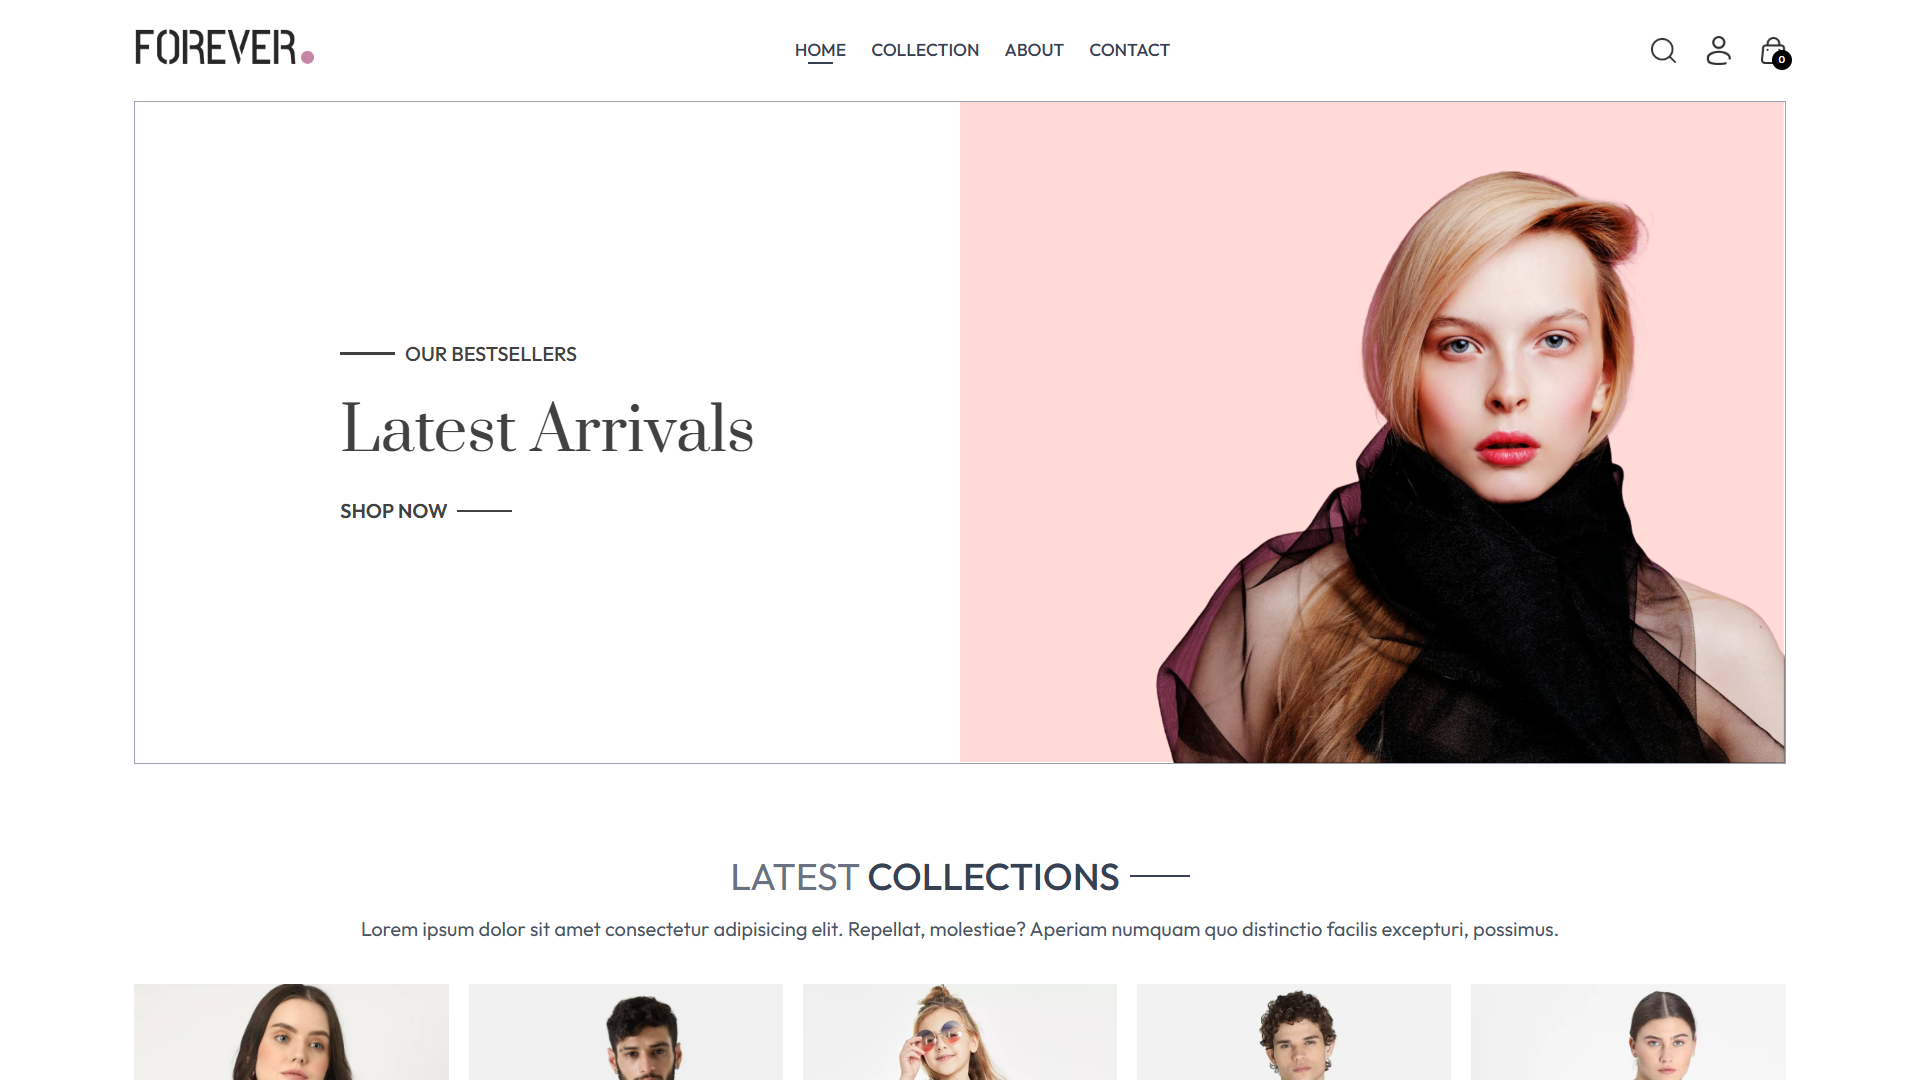 FOREVER.
HOME COLLECTION ABOUT CONTACT
0
OUR BESTSELLERS
Latest Arrivals
SHOP NOW
LATEST COLLECTIONS
Lorem ipsum dolor sit amet consectetur adipisicing elit. Repellat, molestiae? Aperiam numquam quo distinctio facilis excepturi, possimus.